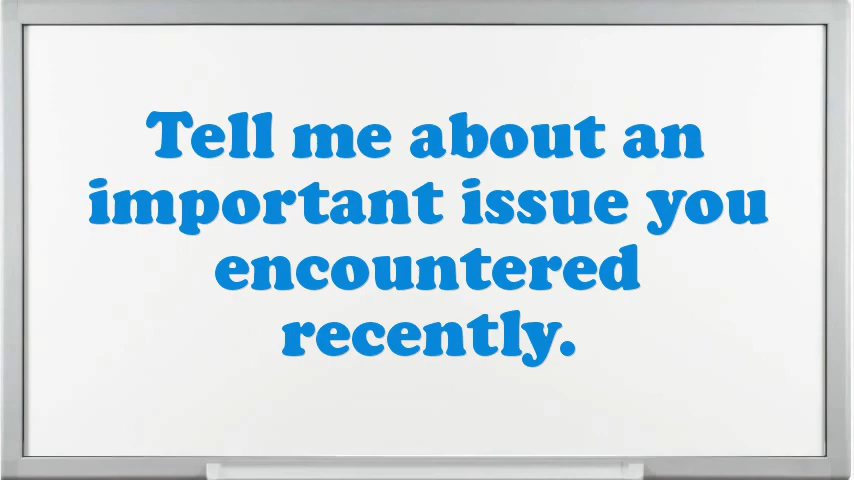 Tell me about an
important issue you
encountered
recently.